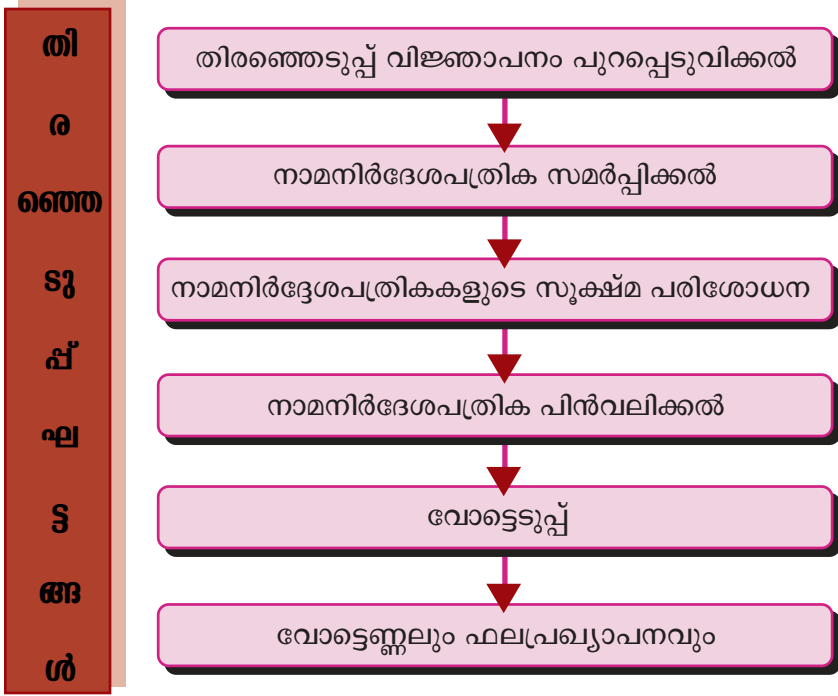 തി
ര
ഞ്ഞെ
ടു
പ്പ്
ഘ
ട്ട
ങ്ങ
ൾ
തിരഞ്ഞെടുപ്പ് വിജ്ഞാപനം പുറപ്പെടുവിക്കൽ
നാമനിർദേശപത്രിക സമർപ്പിക്കൽ
നാമനിർദ്ദേശപത്രികകളുടെ സൂക്ഷ്മ പരിശോധന
നാമനിർദേശപത്രിക പിൻവലിക്കൽ
വോട്ടെടുപ്പ്
വോട്ടെണ്ണലും ഫലപ്രഖ്യാപനവും